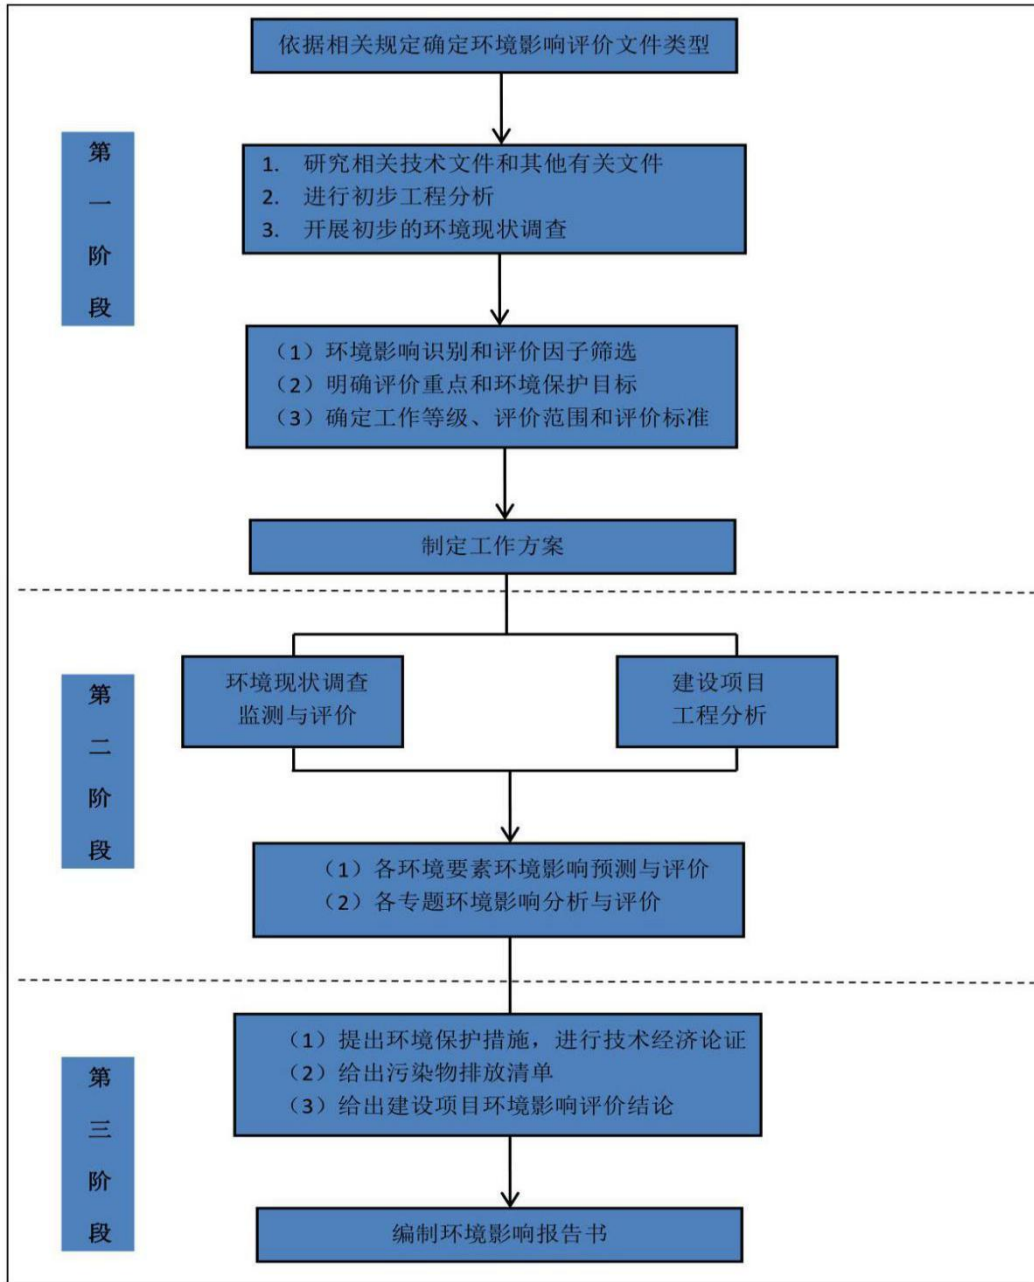 依据相关规定确定环境影响评价文件类型
第一阶段
1. 研究相关技术文件和其他有关文件
2. 进行初步工程分析
3. 开展初步的环境现状调查
（1）环境影响识别和评价因子筛选
（2）明确评价重点和环境保护目标
（3）确定工作等级、评价范围和评价标准
制定工作方案
第二阶段
环境现状调查
监测与评价
建设项目
工程分析
（1）各环境要素环境影响预测与评价
（2）各专题环境影响分析与评价
第三阶段
（1）提出环境保护措施，进行技术经济论证
（2）给出污染物排放清单
（3）给出建设项目环境影响评价结论
编制环境影响报告书